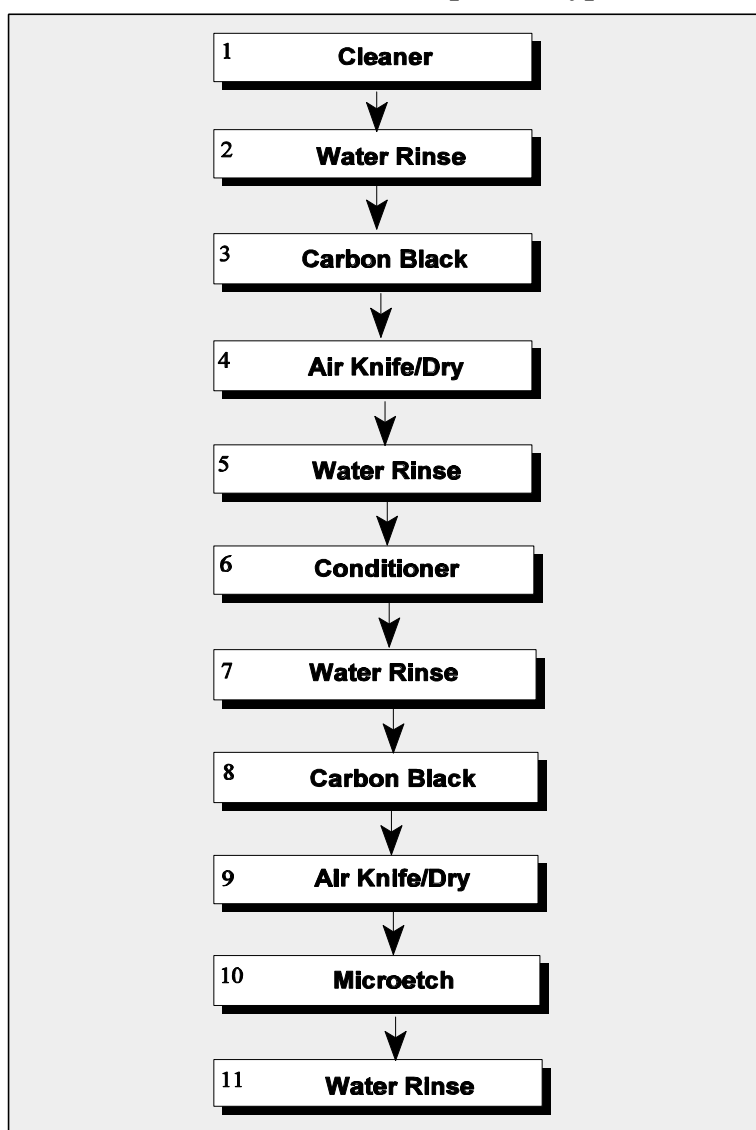 1 Cleaner
2 Water Rinse
3 Carbon Black
4 Air Knife/Dry
5 Water Rinse
6 Conditioner
7 Water Rinse
8 Carbon Black
9 Air Knife/Dry
10 Microetch
11 Water Rinse